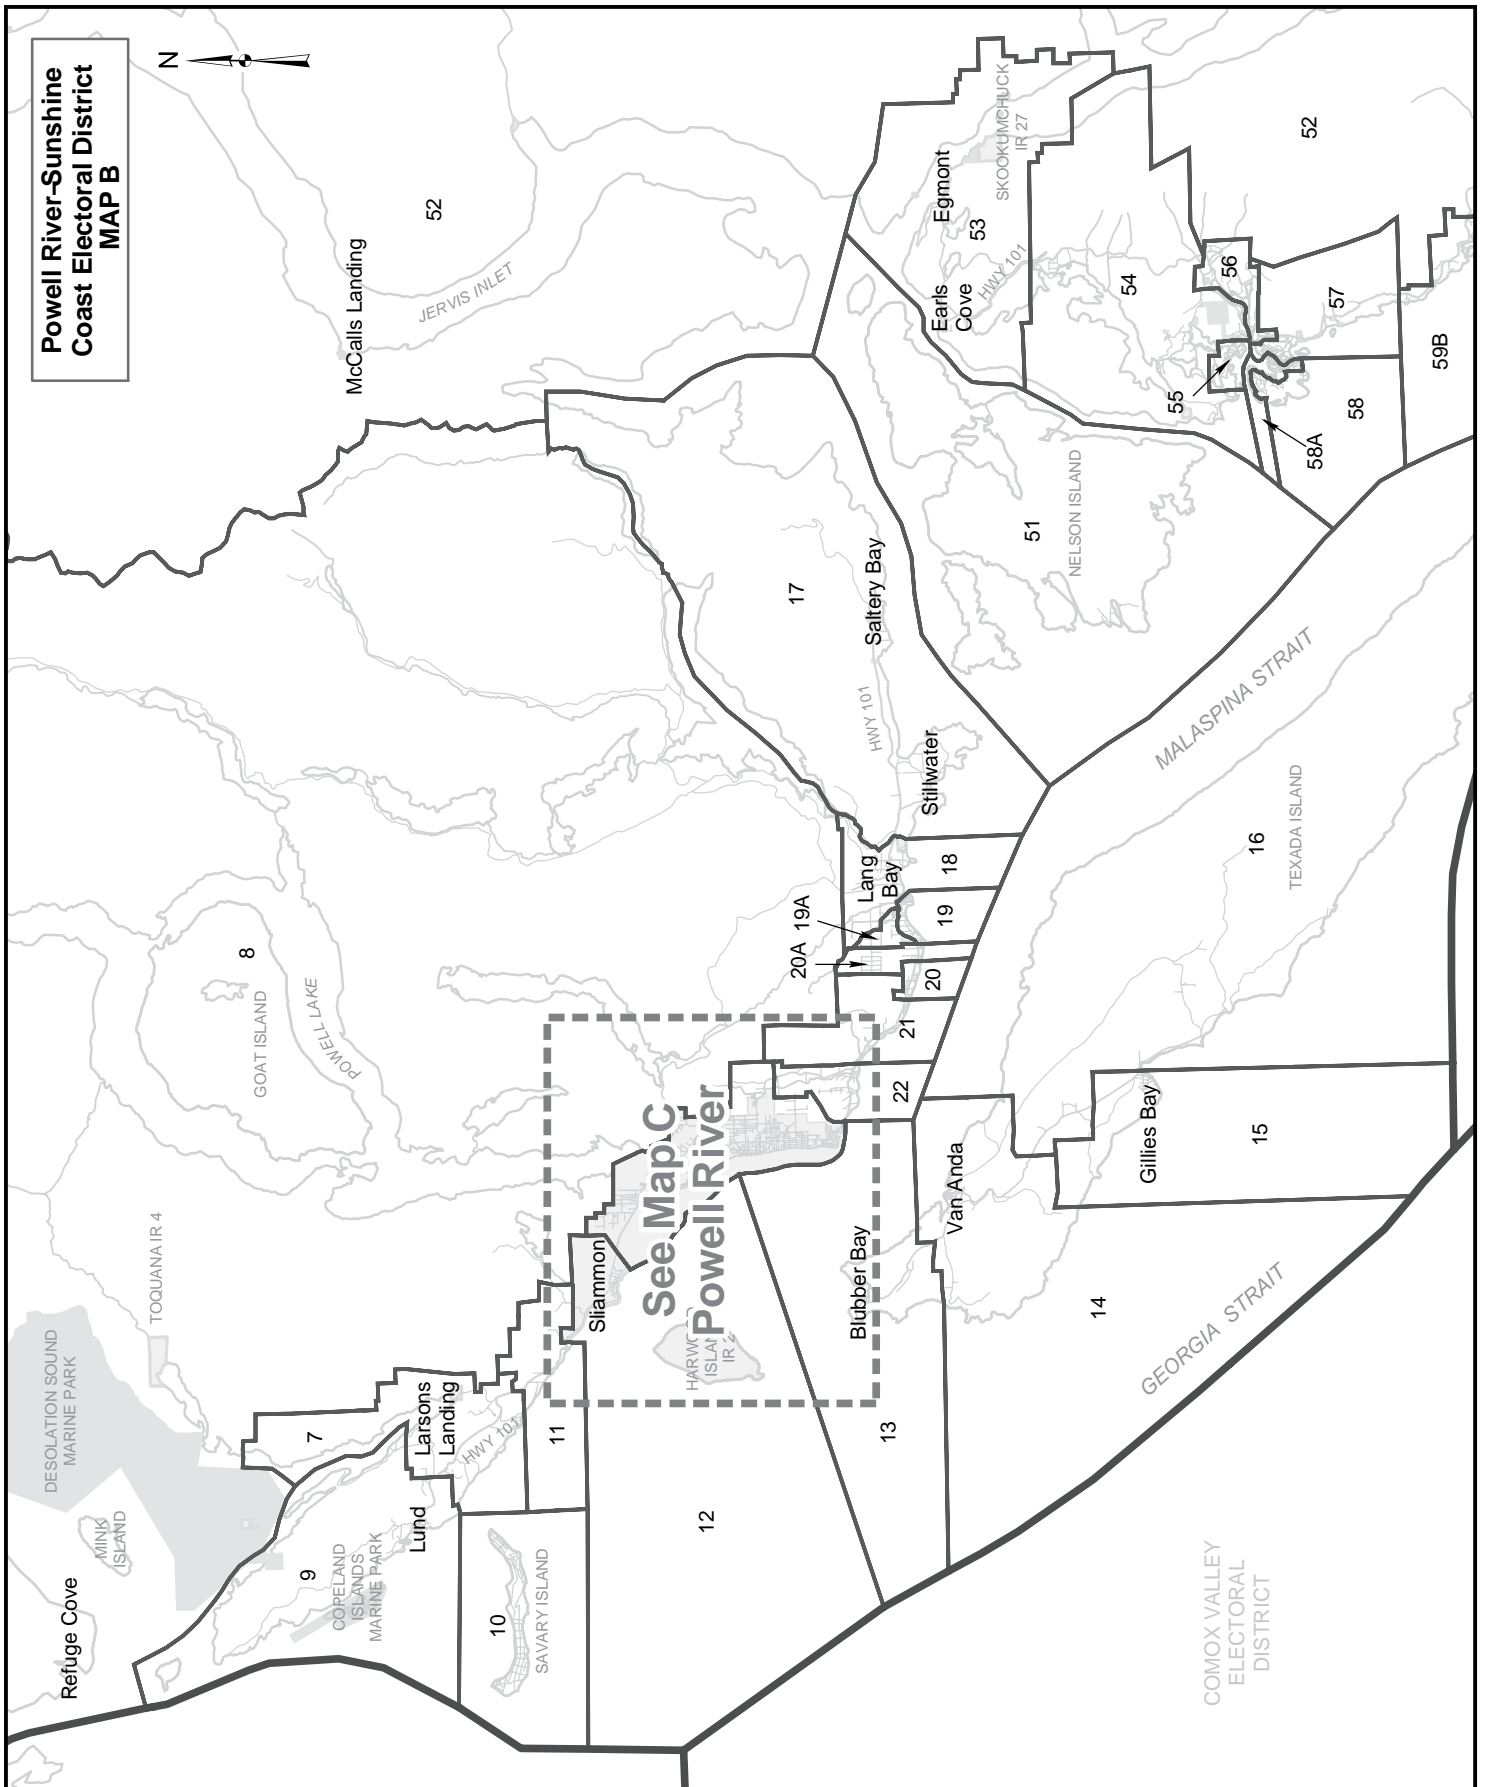 Powell River–Sunshine
Coast Electoral District
MAP B
N
Refuge Cove
MINK
ISLAND
DESOLATION SOUND
MARINE PARK
TOQUANA IR 4
GOAT ISLAND
8
POWELL LAKE
McCalls Landing
52
JERVIS INLET
7
9
COPELAND
ISLANDS
MARINE PARK
Lund
Larsons
Landing
HWY 101
10
SAVARY ISLAND
11
Sliammon
See Map C
Powell River
HARWO
ISLAN
IR 2
12
Blubber Bay
13
Van Anda
14
GEORGIA STRAIT
Gillies Bay
15
16
TEXADA ISLAND
MALASPINA STRAIT
22
21
20
20A
19A
19
18
Lang
Bay
Stillwater
HWY 101
Saltery Bay
17
51
NELSON ISLAND
Earls
Cove
Egmont
53
HWY 101
SKOOKUMCHUCK
IR 27
54
52
55
56
57
58
58A
59B
COMOX VALLEY
ELECTORAL
DISTRICT